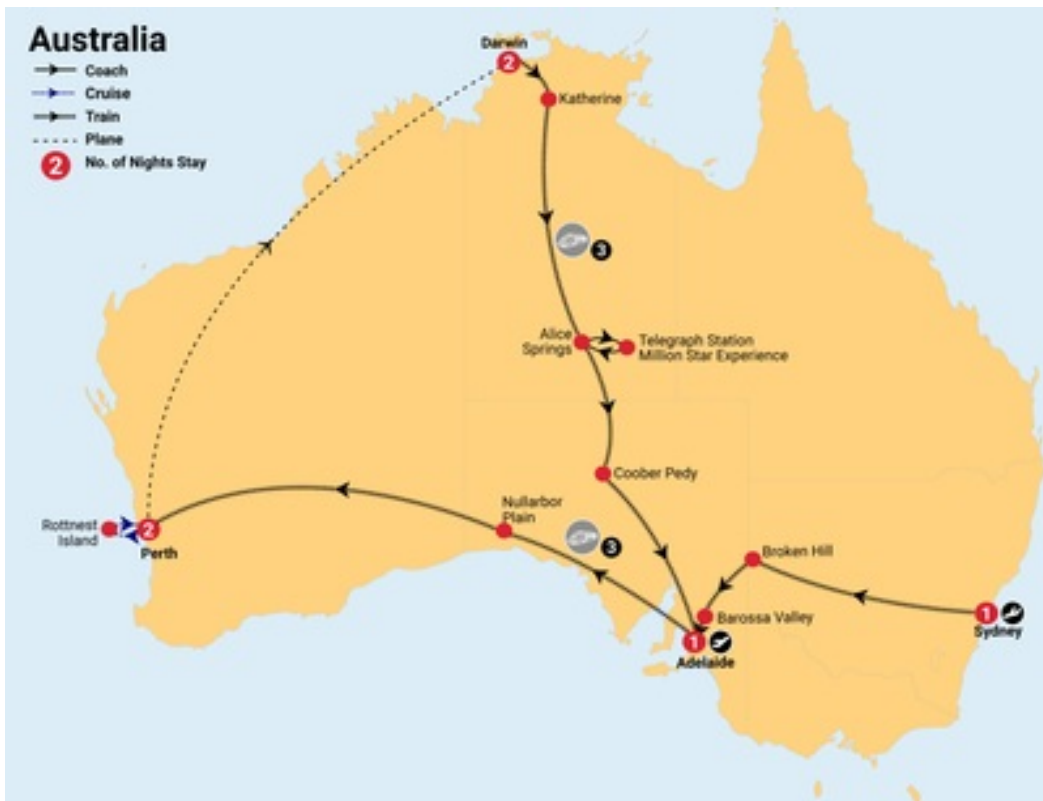 Australia
Coach
Cruise
Train
Plane
2 No. of Nights Stay
Darwin
2
Katherine
3
Alice
Springs
Telegraph Station
Million Star Experience
Coober Pedy
Nullarbor
Plain
3
Rottnest
Island
2
Perth
Broken Hill
Barossa Valley
1
Sydney
1
Adelaide